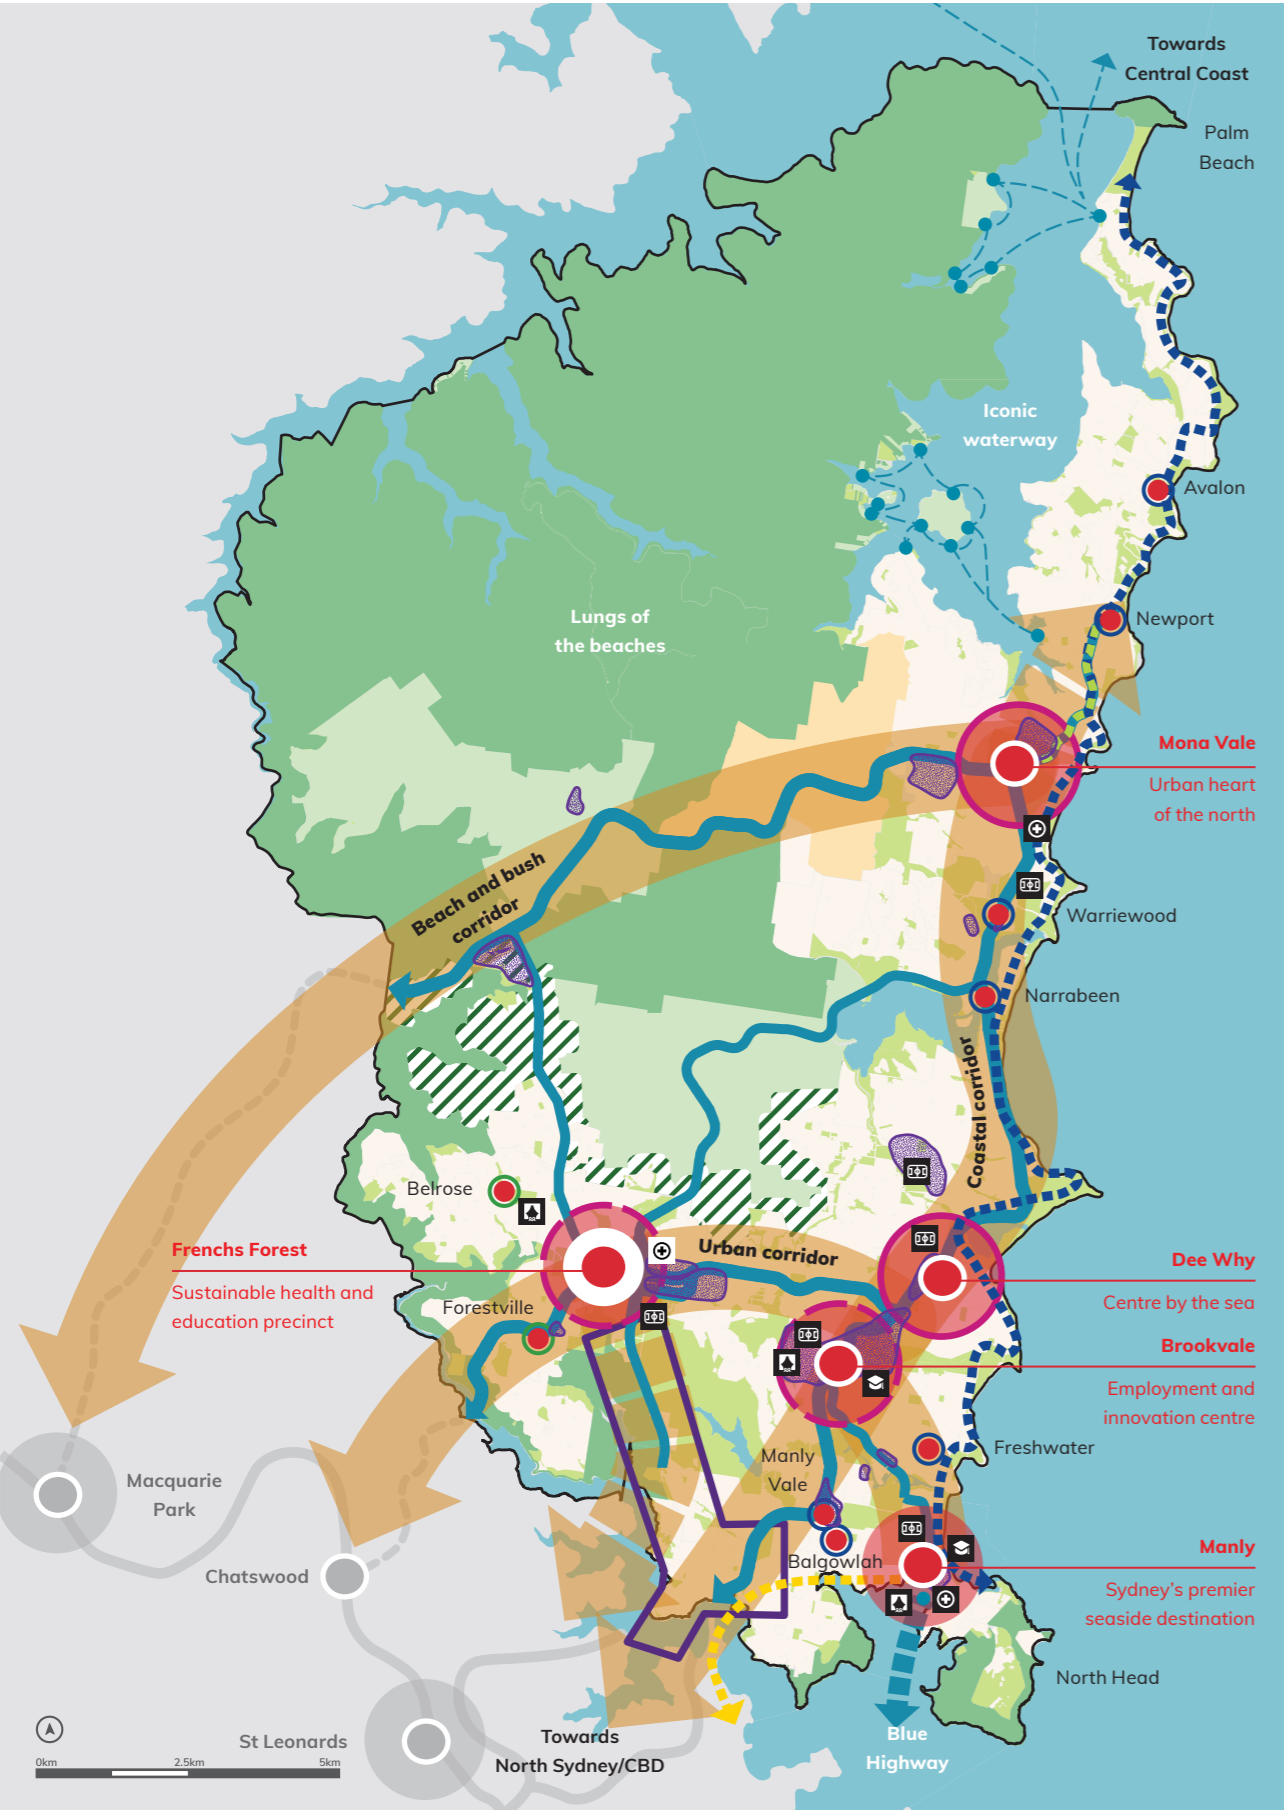 Towards
Central Coast
Palm
Beach
Iconic
waterway
Avalon
Lungs of
the beaches
Newport
Mona Vale
Urban heart
of the north
Beach and bush
corridor
Warriewood
Narrabeen
Coastal corridor
Belrose
Frenchs Forest
Sustainable health and
education precinct
Urban corridor
Forestville
Dee Why
Centre by the sea
Brookvale
Employment and
innovation centre
Freshwater
Manly
Vale
Macquarie
Park
Chatswood
Balgowlah
Manly
Sydney's premier
seaside destination
North Head
St Leonards
Towards
North Sydney/CBD
Blue
Highway
0km 2.5km 5km